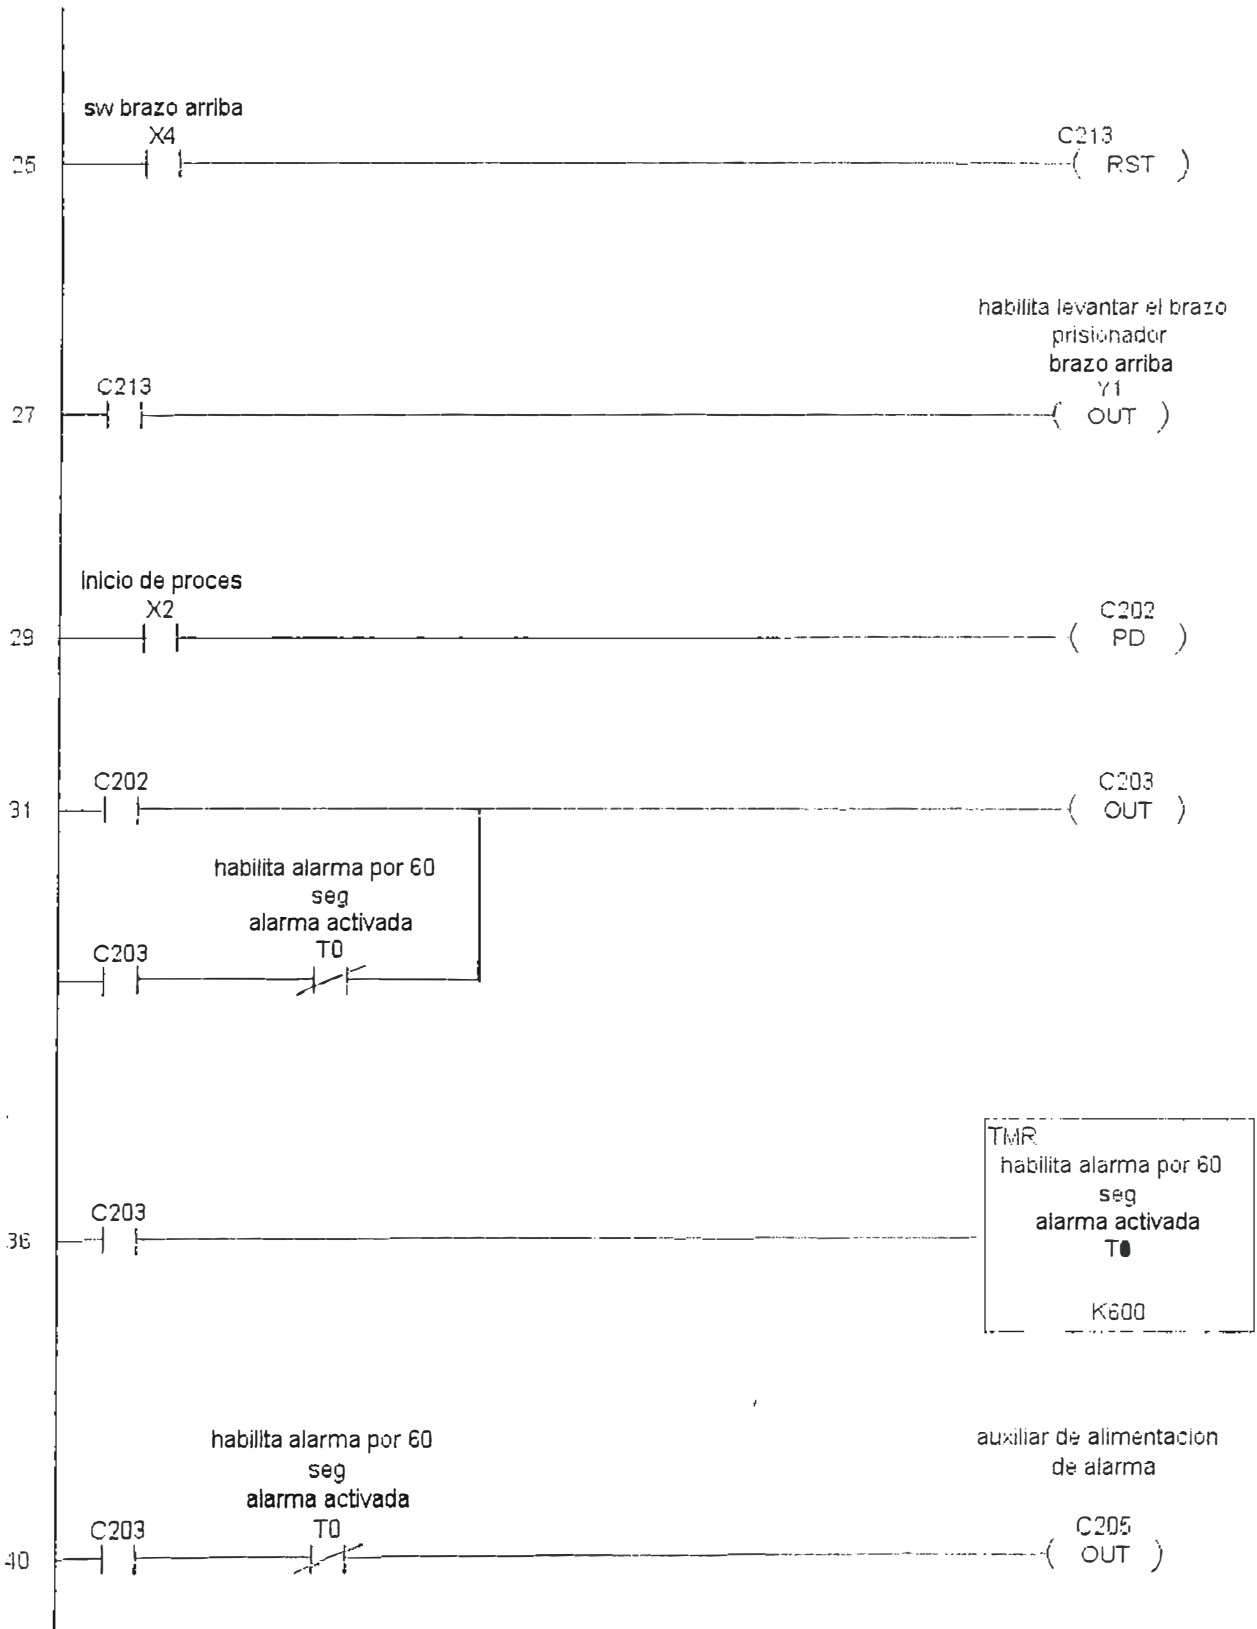 sw brazo arriba
X4
C213
25
( RST )
habilita levantar el brazo
prisionador
brazo arriba
C213
Y1
27
( OUT )
Inicio de proces
X2
C202
29
( PD )
C202
C203
31
( OUT )
habilita alarma por 60
seg
alarma activada
C203
T0
TMR
habilita alarma por 60
seg
alarma activada
C203
T0
36
K600
habilita alarma por 60
seg
alarma activada
auxiliar de alimentacion
de alarma
C203
T0
C205
40
( OUT )